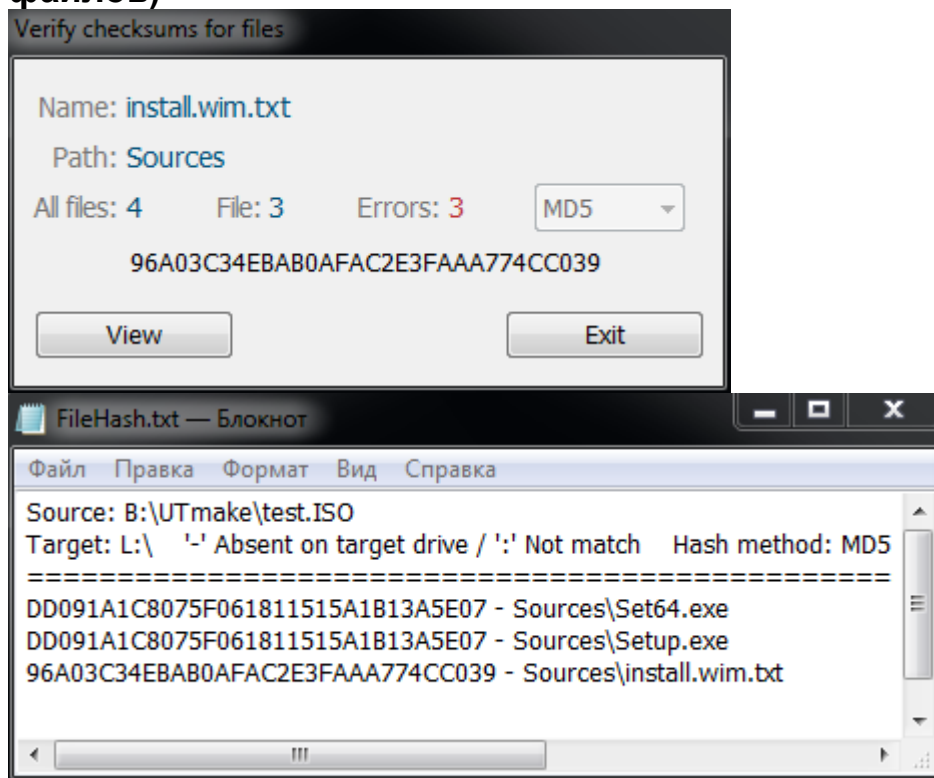 файлов)
Verify checksums for files
Name: install.wim.txt
Path: Sources
All files: 4 File: 3 Errors: 3 MD5
96A03C34EBAB0AFAC2E3FAAA774CC039
View Exit
FileHash.txt — Блокнот
Файл Правка Формат Вид Справка
Source: B:\UTmake\test.ISO
Target: L:\ '-' Absent on target drive / ':' Not match Hash method: MD5
================================================
DD091A1C8075F061811515A1B13A5E07 - Sources\Set64.exe
DD091A1C8075F061811515A1B13A5E07 - Sources\Setup.exe
96A03C34EBAB0AFAC2E3FAAA774CC039 - Sources\install.wim.txt